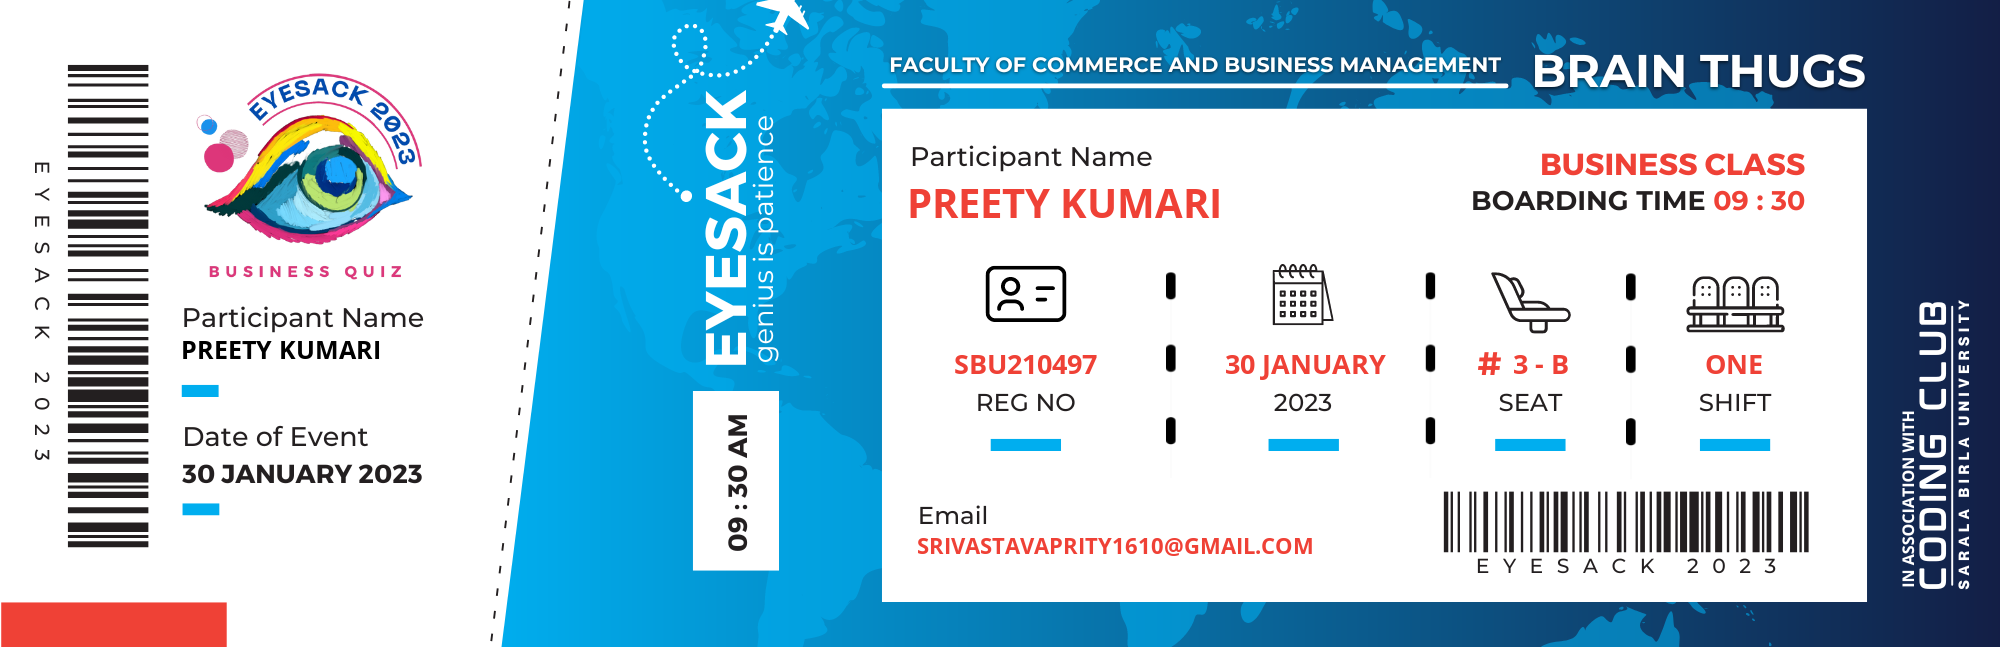 EYESACK 2023
EYESACK 2023
BUSINESS QUIZ
Participant Name
PREETY KUMARI
Date of Event
30 JANUARY 2023
EYESACK
genius is patience
09 : 30 AM
FACULTY OF COMMERCE AND BUSINESS MANAGEMENT
BRAIN THUGS
Participant Name
PREETY KUMARI
BUSINESS CLASS
BOARDING TIME 09 : 30
SBU210497
REG NO
30 JANUARY
2023
# 3 - B
SEAT
ONE
SHIFT
Email
SRIVASTAVAPRITY1610@GMAIL.COM
EYESACK 2023
IN ASSOCIATION WITH
CODING CLUB
SARALA BIRLA UNIVERSITY